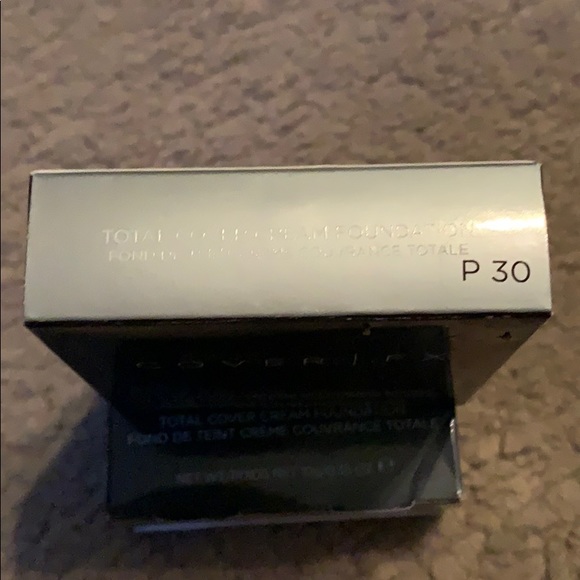 TOTAL COVER CREAM FOUNDATION
FOND DE TEINT CRÈME COUVRANCE TOTALE
P 30
COVER | FX
TOTAL COVER CREAM FOUNDATION
FOND DE TEINT CRÈME COUVRANCE TOTALE